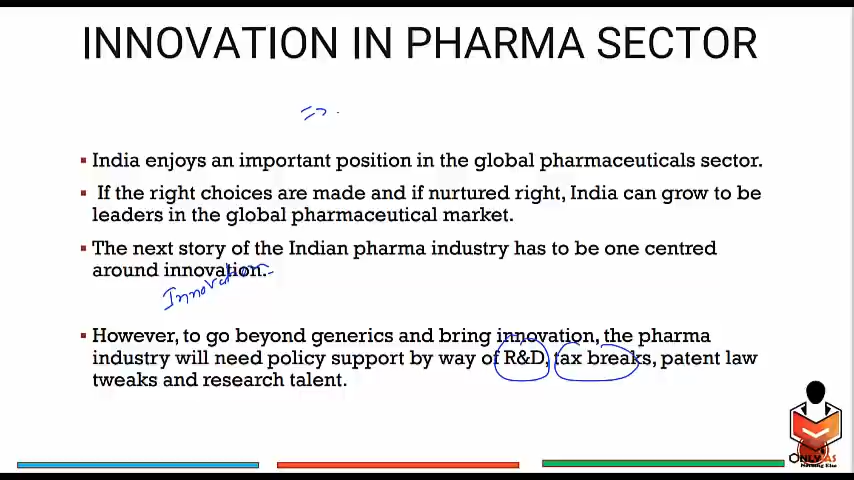 INNOVATION IN PHARMA SECTOR
=>
▪ India enjoys an important position in the global pharmaceuticals sector.
▪ If the right choices are made and if nurtured right, India can grow to be
leaders in the global pharmaceutical market.
▪ The next story of the Indian pharma industry has to be one centred
around innovation.
Innovation
▪ However, to go beyond generics and bring innovation, the pharma
industry will need policy support by way of R&D, tax breaks, patent law
tweaks and research talent.
ONLY IAS
Nothing Else